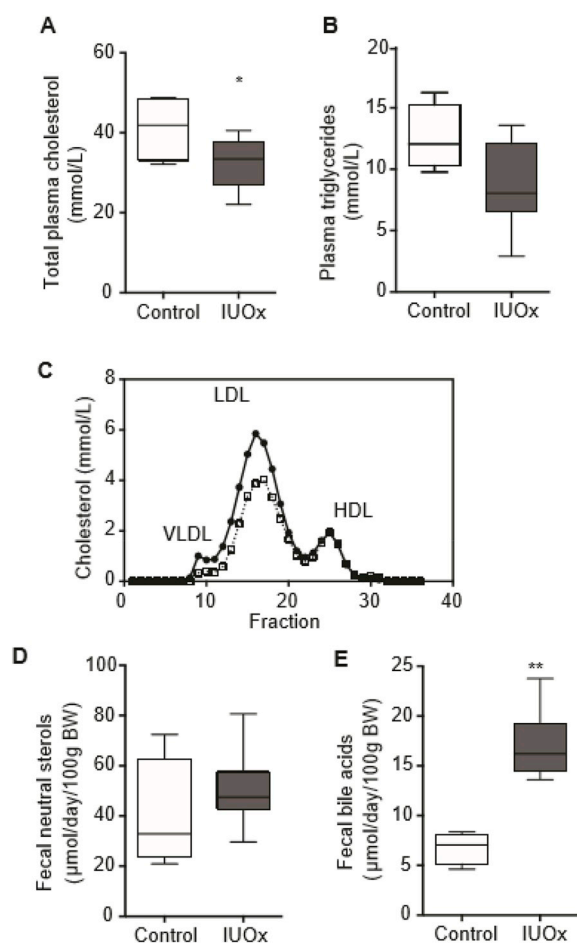 A
Total plasma cholesterol
(mmol/L)
60
40
20
0
*
Control
IUOx
B
Plasma triglycerides
(mmol/L)
20
15
10
5
0
Control
IUOx
C
Cholesterol (mmol/L)
8
6
4
2
0
LDL
VLDL
HDL
0
10
20
30
40
Fraction
D
Fecal neutral sterols
(µmol/day/100g BW)
100
80
60
40
20
0
Control
IUOx
E
Fecal bile acids
(µmol/day/100g BW)
25
20
15
10
5
0
**
Control
IUOx